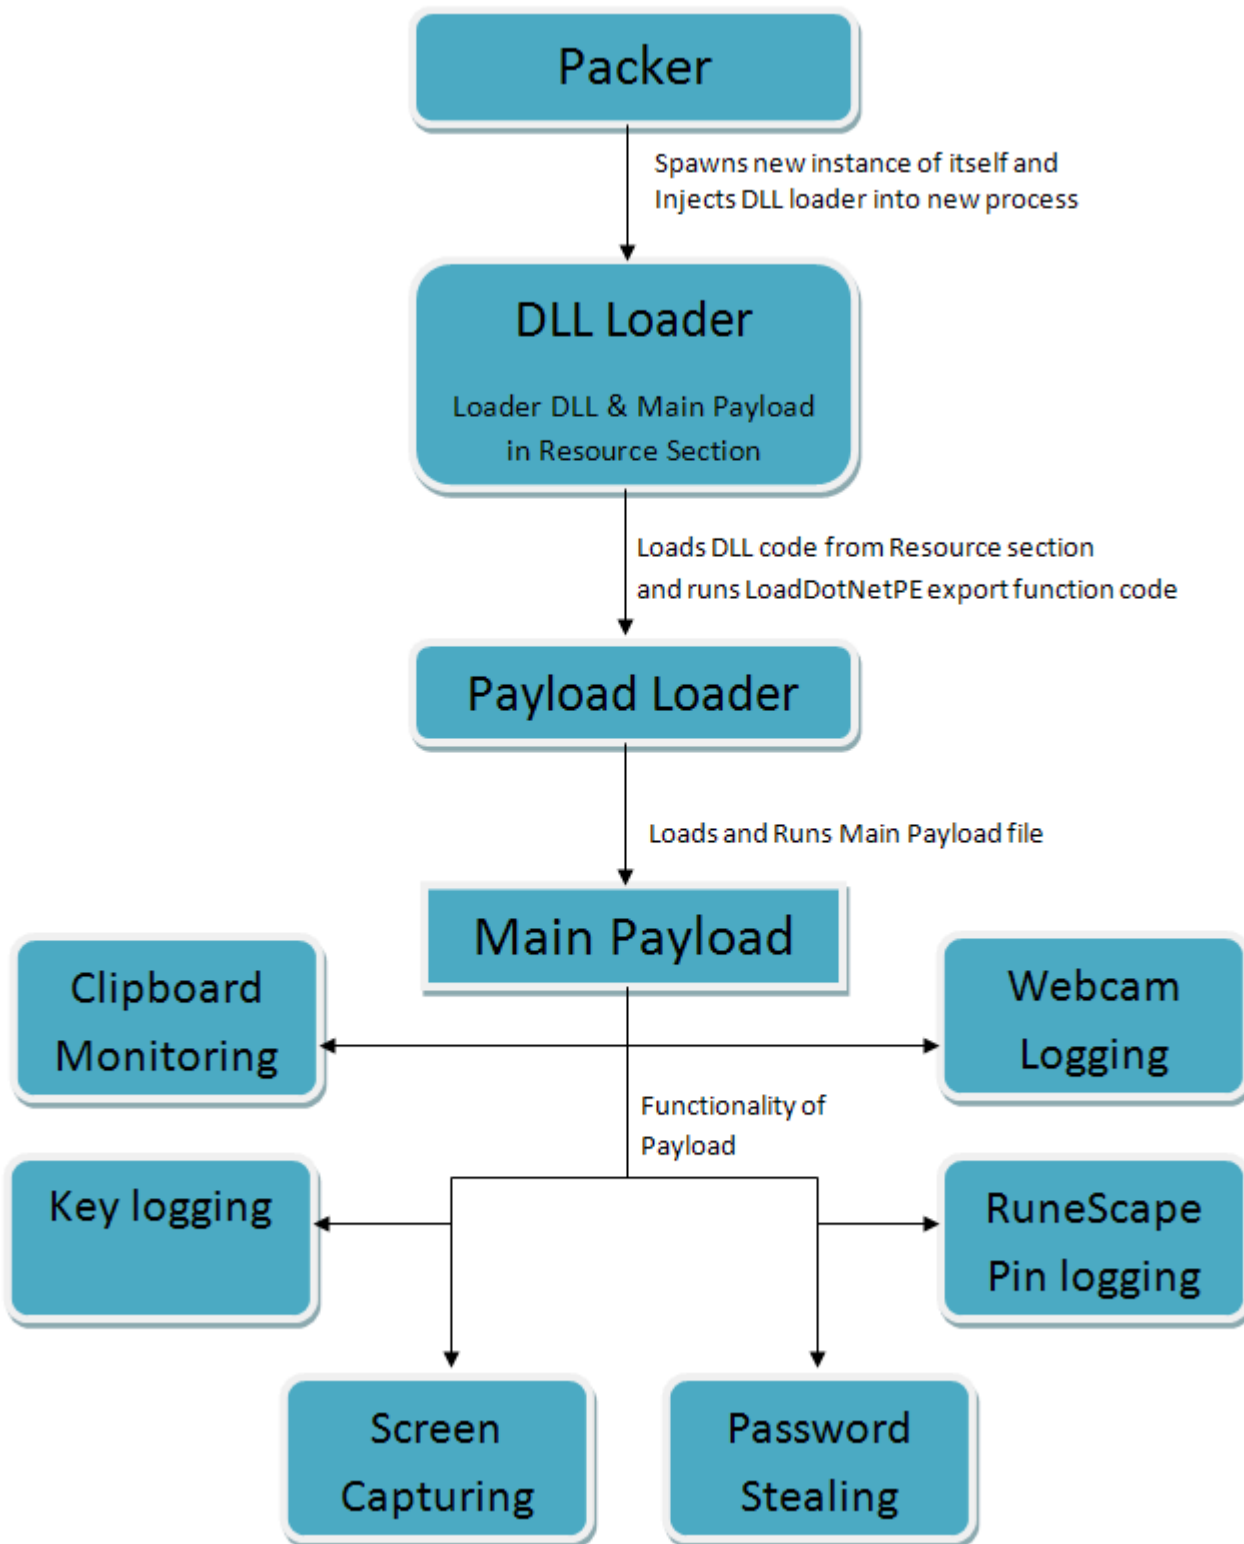 Packer
Spawns new instance of itself and
Injects DLL loader into new process
DLL Loader
Loader DLL & Main Payload
in Resource Section
Loads DLL code from Resource section
and runs LoadDotNetPE export function code
Payload Loader
Loads and Runs Main Payload file
Main Payload
Clipboard
Monitoring
Webcam
Logging
Functionality of
Payload
Key logging
RuneScape
Pin logging
Screen
Capturing
Password
Stealing